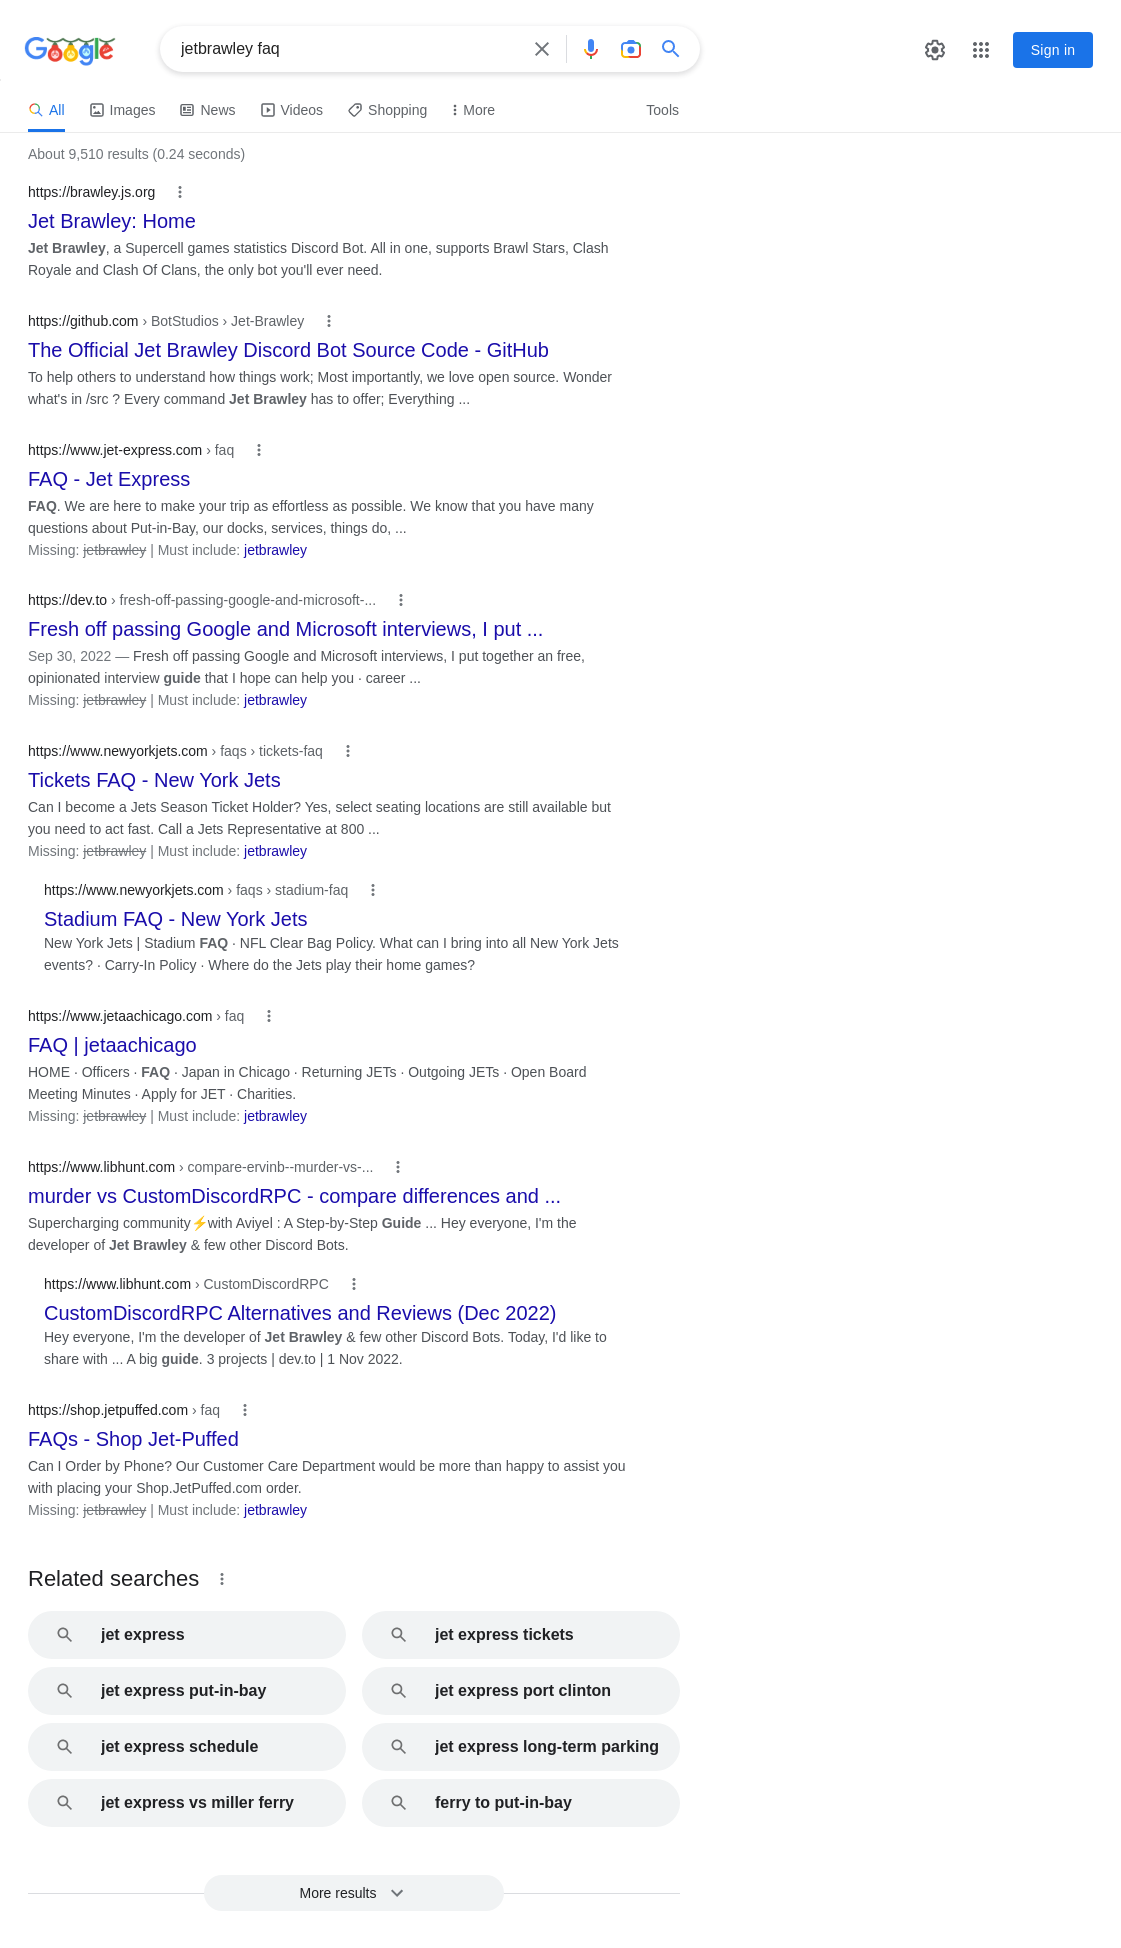 Google
jetbrawley faq
Sign in
All Images News Videos Shopping More Tools
About 9,510 results (0.24 seconds)
https://brawley.js.org
Jet Brawley: Home
Jet Brawley, a Supercell games statistics Discord Bot. All in one, supports Brawl Stars, Clash
Royale and Clash Of Clans, the only bot you'll ever need.
https://github.com › BotStudios › Jet-Brawley
The Official Jet Brawley Discord Bot Source Code - GitHub
To help others to understand how things work; Most importantly, we love open source. Wonder
what's in /src ? Every command Jet Brawley has to offer; Everything ...
https://www.jet-express.com › faq
FAQ - Jet Express
FAQ. We are here to make your trip as effortless as possible. We know that you have many
questions about Put-in-Bay, our docks, services, things do, ...
Missing: jetbrawley | Must include: jetbrawley
https://dev.to › fresh-off-passing-google-and-microsoft-...
Fresh off passing Google and Microsoft interviews, I put ...
Sep 30, 2022 — Fresh off passing Google and Microsoft interviews, I put together an free,
opinionated interview guide that I hope can help you · career ...
Missing: jetbrawley | Must include: jetbrawley
https://www.newyorkjets.com › faqs › tickets-faq
Tickets FAQ - New York Jets
Can I become a Jets Season Ticket Holder? Yes, select seating locations are still available but
you need to act fast. Call a Jets Representative at 800 ...
Missing: jetbrawley | Must include: jetbrawley
https://www.newyorkjets.com › faqs › stadium-faq
Stadium FAQ - New York Jets
New York Jets | Stadium FAQ · NFL Clear Bag Policy. What can I bring into all New York Jets
events? · Carry-In Policy · Where do the Jets play their home games?
https://www.jetaachicago.com › faq
FAQ | jetaachicago
HOME · Officers · FAQ · Japan in Chicago · Returning JETs · Outgoing JETs · Open Board
Meeting Minutes · Apply for JET · Charities.
Missing: jetbrawley | Must include: jetbrawley
https://www.libhunt.com › compare-ervinb--murder-vs-...
murder vs CustomDiscordRPC - compare differences and ...
Supercharging community⚡with Aviyel : A Step-by-Step Guide ... Hey everyone, I'm the
developer of Jet Brawley & few other Discord Bots.
https://www.libhunt.com › CustomDiscordRPC
CustomDiscordRPC Alternatives and Reviews (Dec 2022)
Hey everyone, I'm the developer of Jet Brawley & few other Discord Bots. Today, I'd like to
share with ... A big guide. 3 projects | dev.to | 1 Nov 2022.
https://shop.jetpuffed.com › faq
FAQs - Shop Jet-Puffed
Can I Order by Phone? Our Customer Care Department would be more than happy to assist you
with placing your Shop.JetPuffed.com order.
Missing: jetbrawley | Must include: jetbrawley
Related searches
jet express
jet express tickets
jet express put-in-bay
jet express port clinton
jet express schedule
jet express long-term parking
jet express vs miller ferry
ferry to put-in-bay
More results